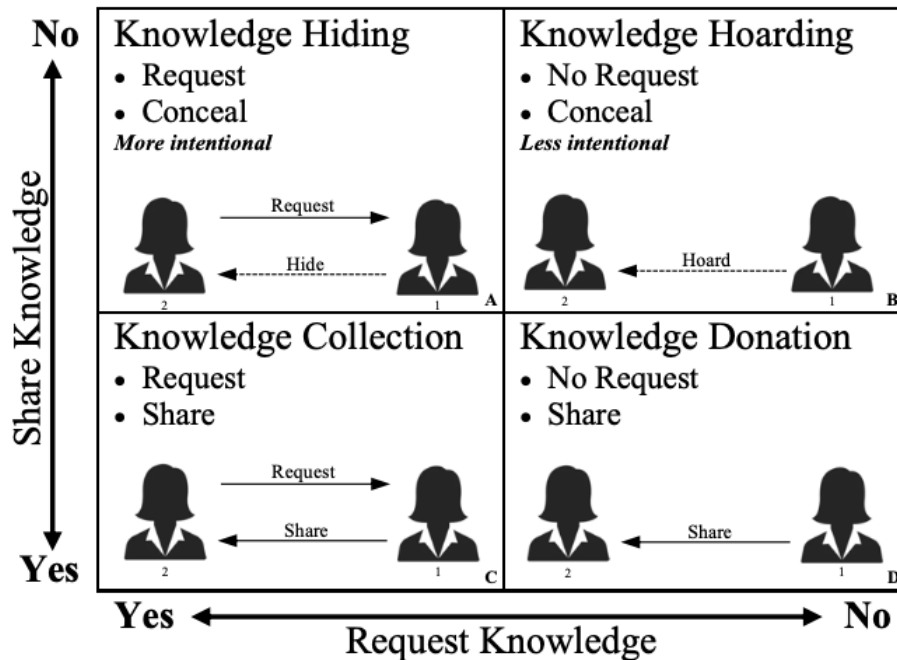 No
Share Knowledge
Yes
Knowledge Hiding
• Request
• Conceal
More intentional
Request
Hide
2
1
A
Knowledge Hoarding
• No Request
• Conceal
Less intentional
Hoard
2
1
B
Knowledge Collection
• Request
• Share
Request
Share
2
1
C
Knowledge Donation
• No Request
• Share
Share
2
1
D
Yes
No
Request Knowledge